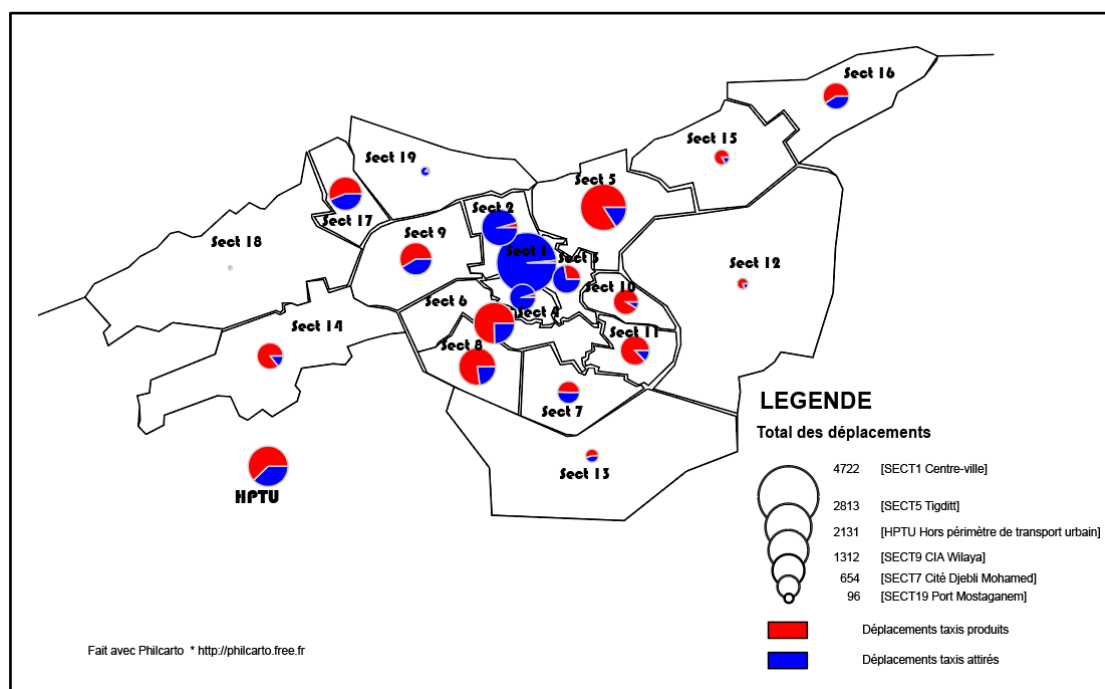 Sect 16
Sect 15
Sect 19
Sect 5
Sect 17
Sect 2
Sect 9
Sect 18
Sect 1
Sect 3
Sect 12
Sect 10
Sect 6
Sect 4
Sect 14
Sect 11
Sect 8
Sect 7
Sect 13
HPTU
LEGENDE
Total des déplacements
4722 [SECT1 Centre-ville]
2813 [SECT5 Tigditt]
2131 [HPTU Hors périmètre de transport urbain]
1312 [SECT9 CIA Wilaya]
654 [SECT7 Cité Djebli Mohamed]
96 [SECT19 Port Mostaganem]
Déplacements taxis produits
Déplacements taxis attirés
Fait avec Philcarto * http://philcarto.free.fr